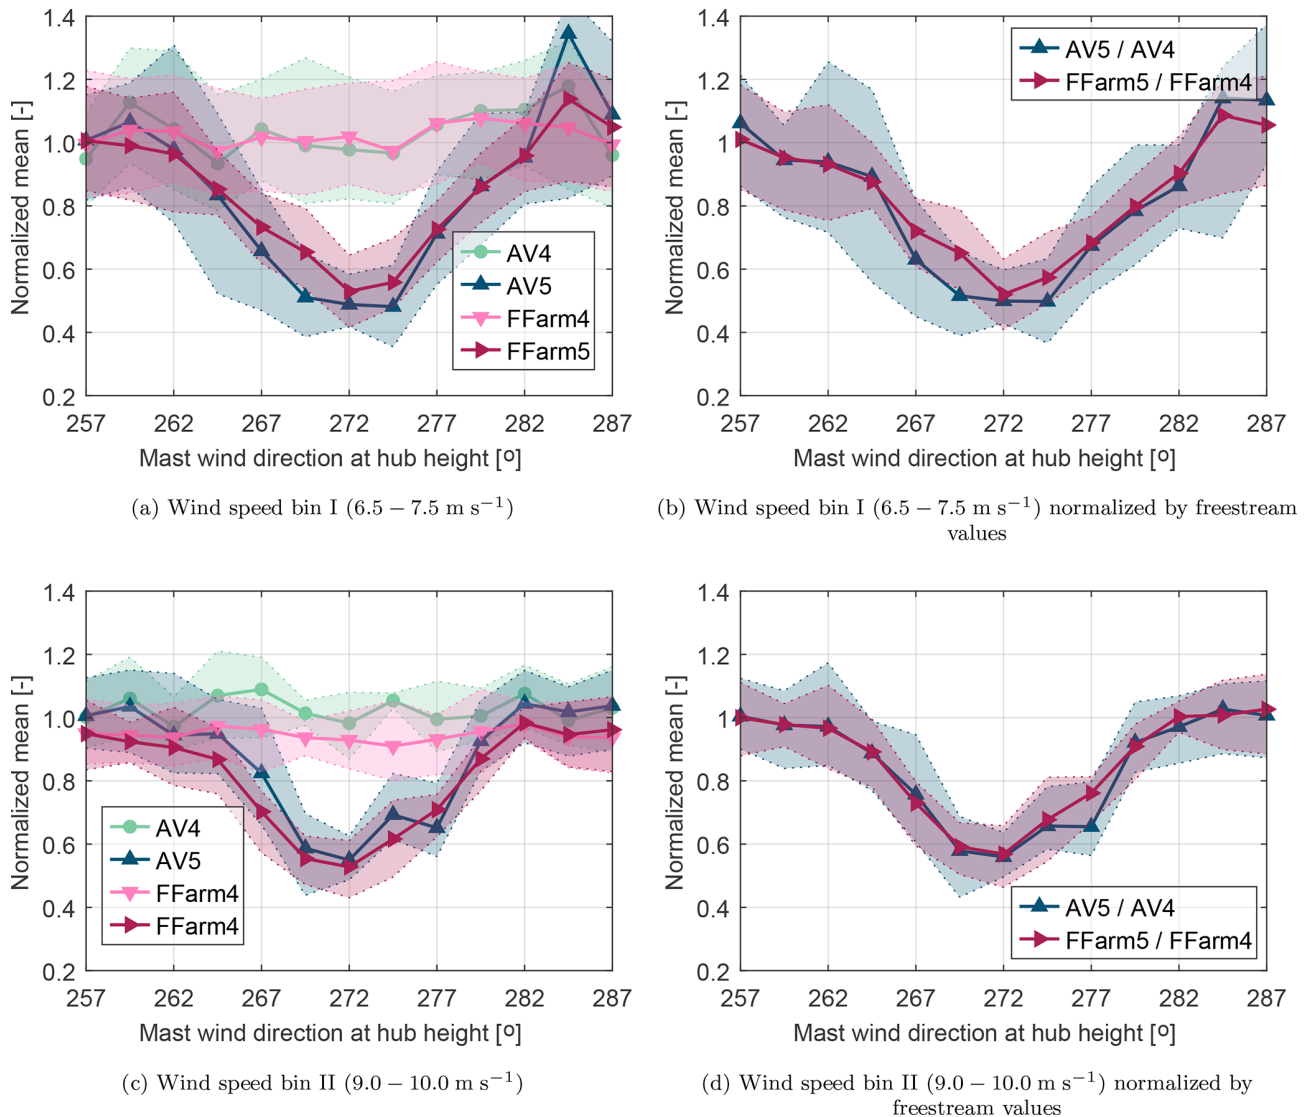 1.4
1.2
1.0
0.8
0.6
0.4
0.2
Normalized mean [-]
AV4
AV5
FFarm4
FFarm5
257 262 267 272 277 282 287
Mast wind direction at hub height [º]
(a) Wind speed bin I (6.5 − 7.5 m s⁻¹)
1.4
1.2
1.0
0.8
0.6
0.4
0.2
Normalized mean [-]
AV5 / AV4
FFarm5 / FFarm4
257 262 267 272 277 282 287
Mast wind direction at hub height [º]
(b) Wind speed bin I (6.5 − 7.5 m s⁻¹) normalized by freestream
values
1.4
1.2
1.0
0.8
0.6
0.4
0.2
Normalized mean [-]
AV4
AV5
FFarm4
FFarm4
257 262 267 272 277 282 287
Mast wind direction at hub height [º]
(c) Wind speed bin II (9.0 − 10.0 m s⁻¹)
1.4
1.2
1.0
0.8
0.6
0.4
0.2
Normalized mean [-]
AV5 / AV4
FFarm5 / FFarm4
257 262 267 272 277 282 287
Mast wind direction at hub height [º]
(d) Wind speed bin II (9.0 − 10.0 m s⁻¹) normalized by
freestream values